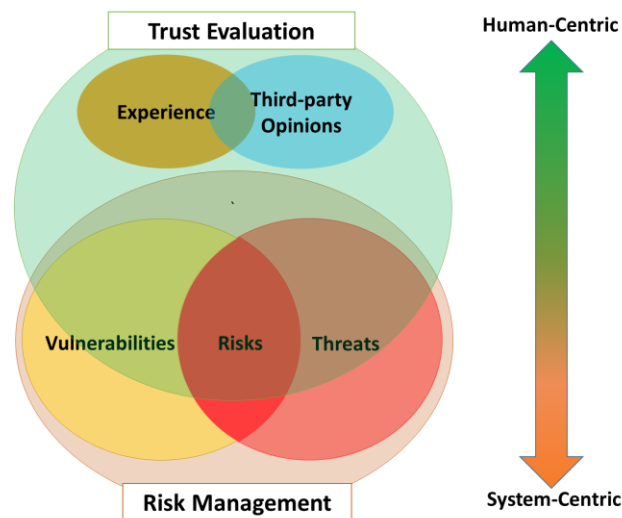 Trust Evaluation
Human-Centric
Experience
Third-party
Opinions
Vulnerabilities
Risks
Threats
Risk Management
System-Centric